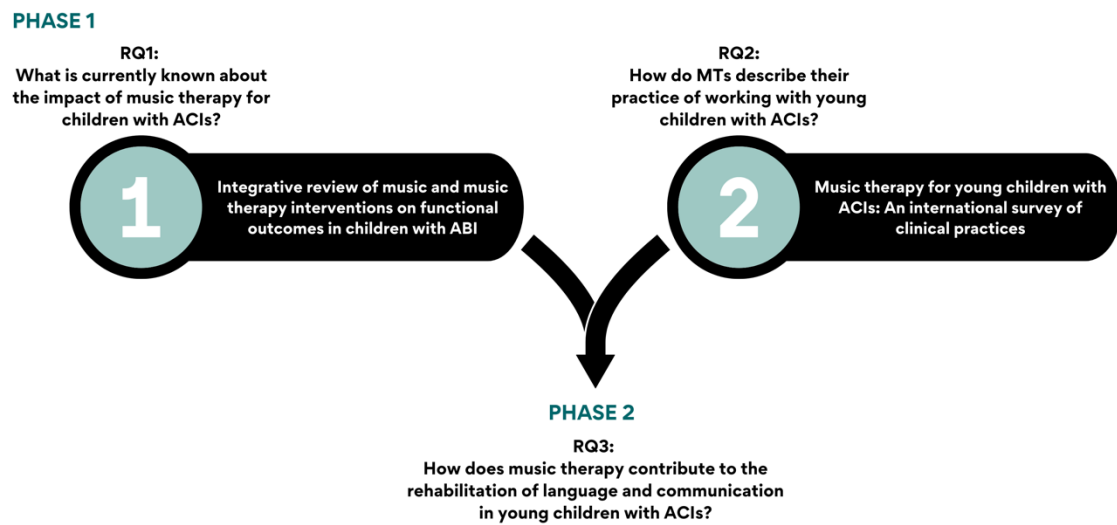 PHASE 1
RQ1:
What is currently known about
the impact of music therapy for
children with ACIs?
1
Integrative review of music and music
therapy interventions on functional
outcomes in children with ABI
RQ2:
How do MTs describe their
practice of working with young
children with ACIs?
2
Music therapy for young children with
ACIs: An international survey of
clinical practices
PHASE 2
RQ3:
How does music therapy contribute to the
rehabilitation of language and communication
in young children with ACIs?